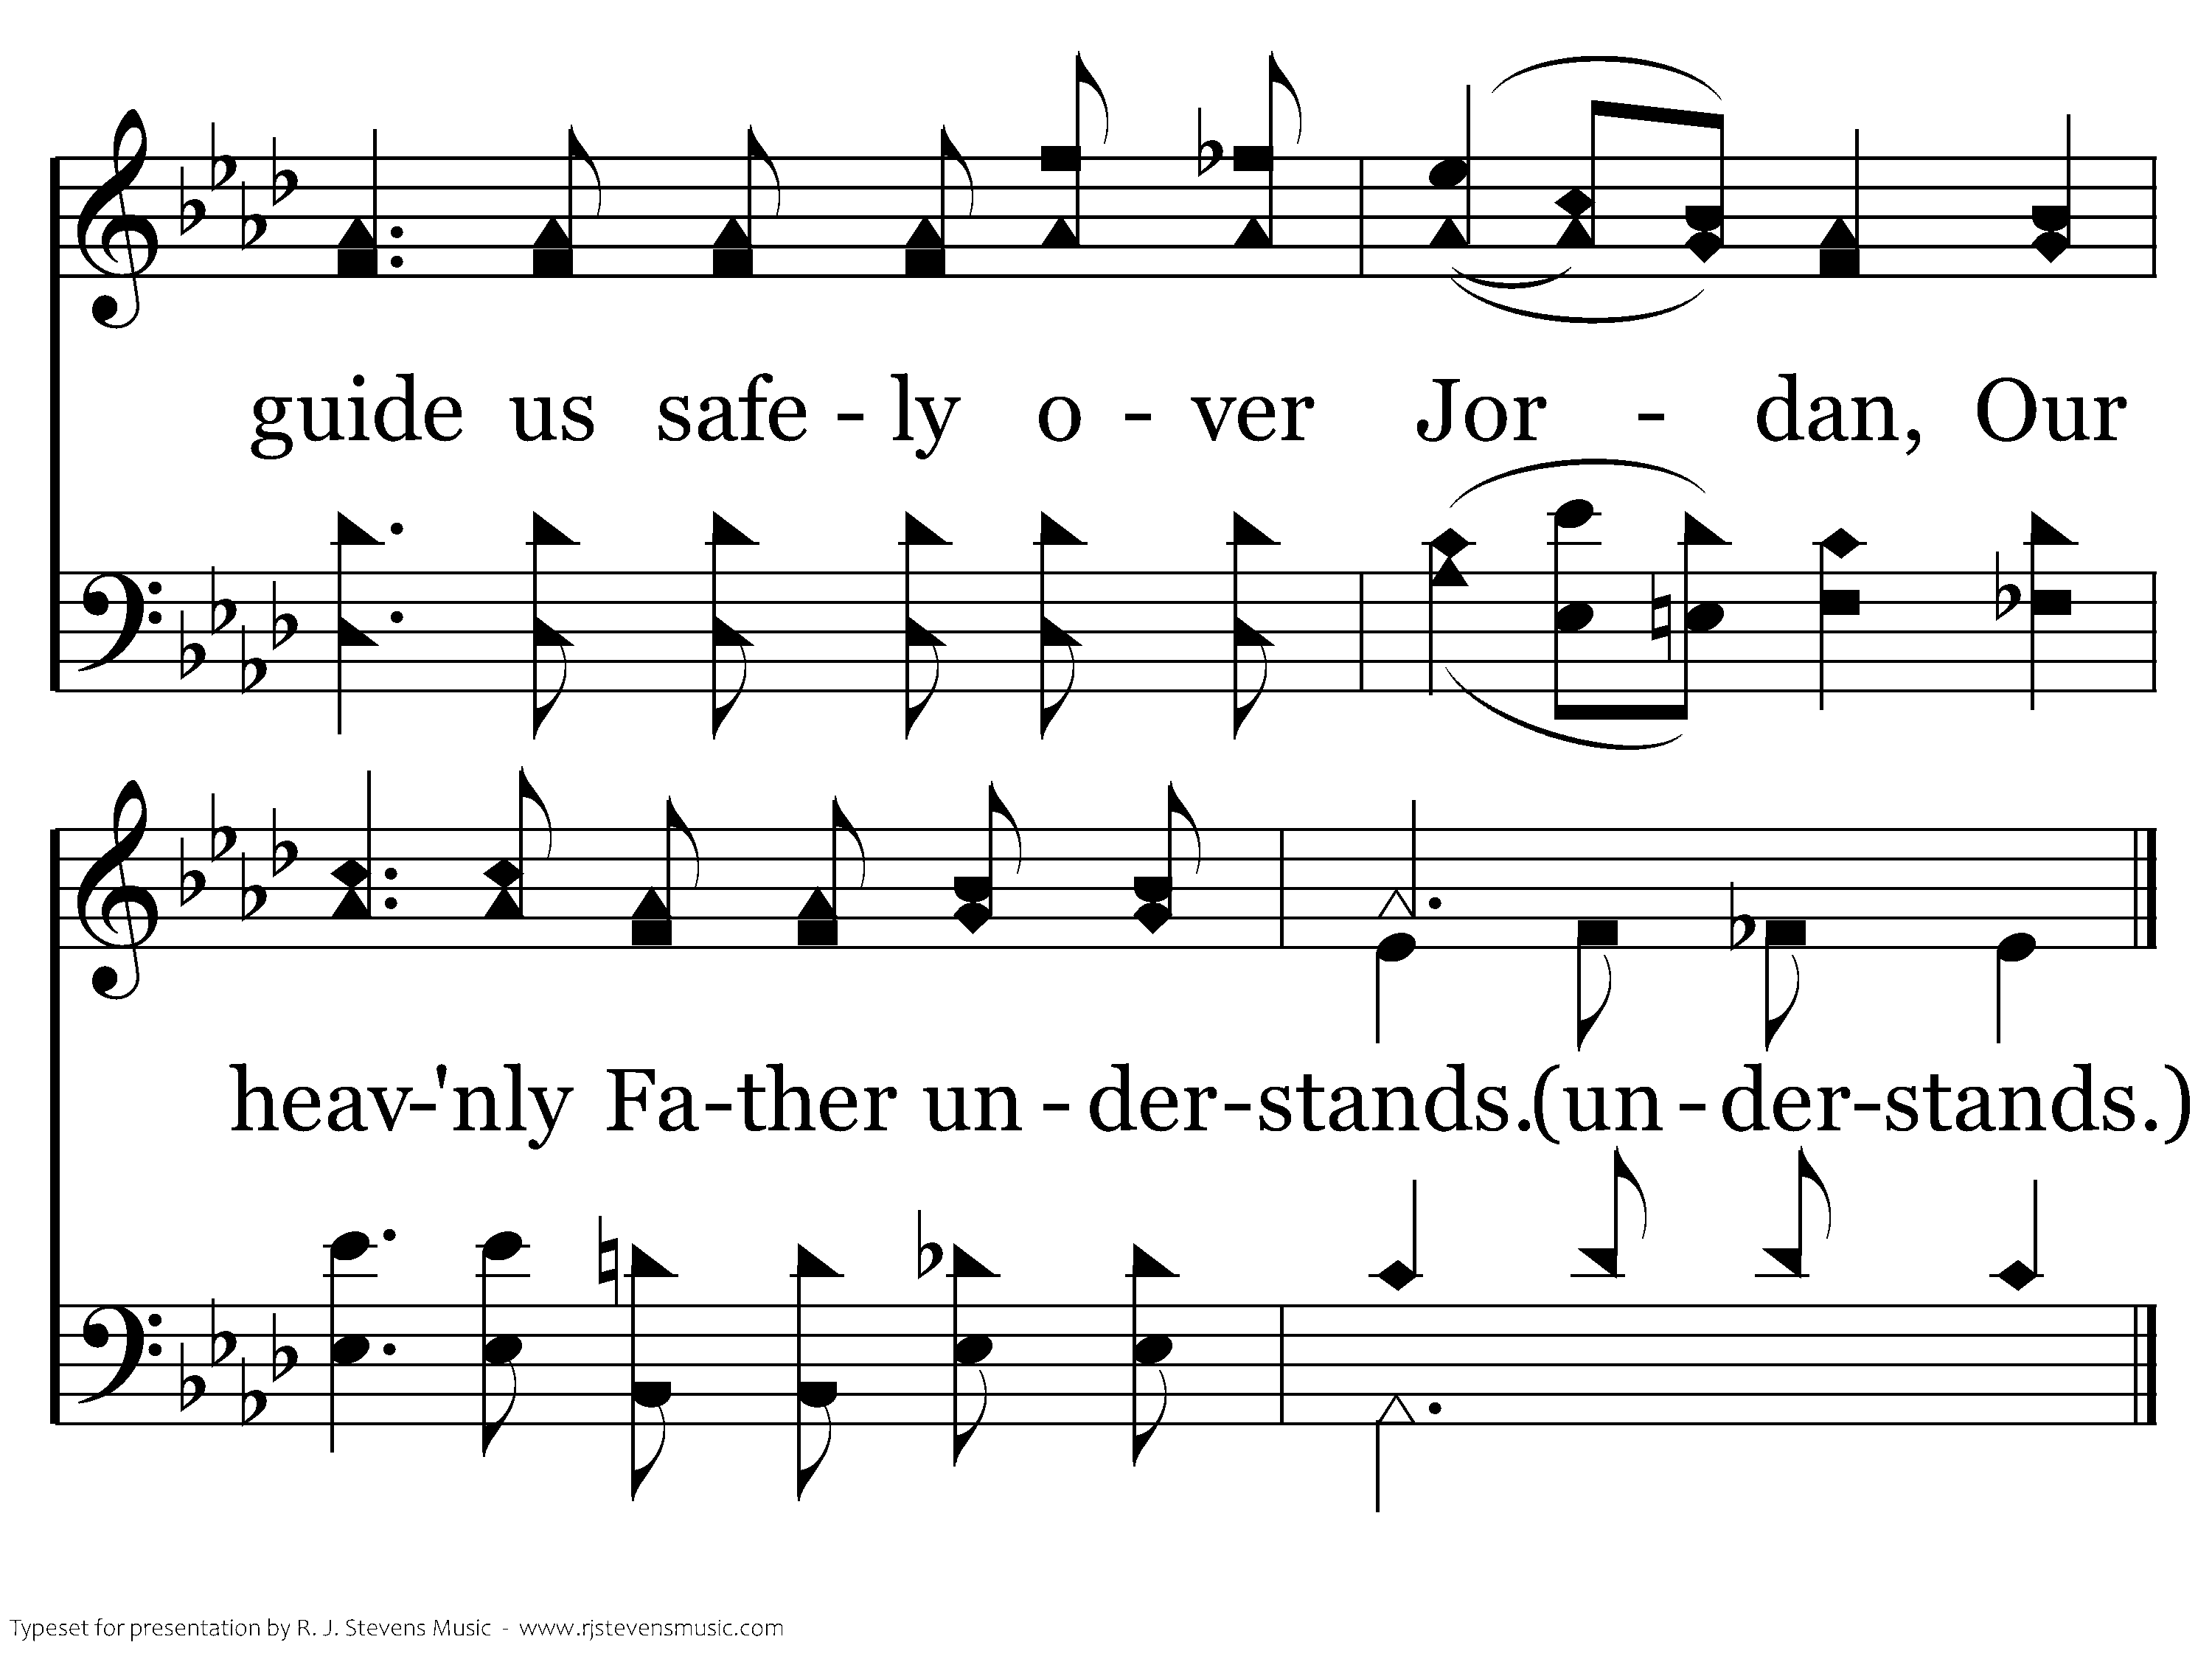 guide us safe - ly o - ver Jor - dan, Our
heav-'nly Fa-ther un - der-stands.(un - der-stands.)
Typeset for presentation by R. J. Stevens Music - www.rjstevensmusic.com